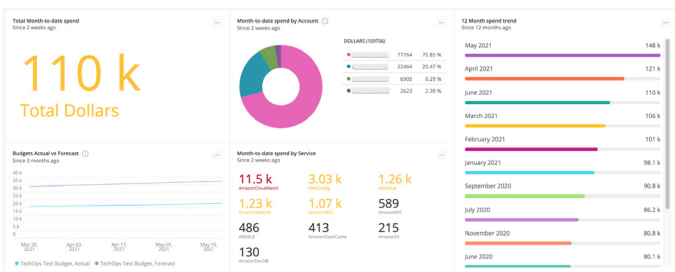 Total Month-to-date spend
Since 2 weeks ago
110 k
Total Dollars
Month-to-date spend by Account
Since 2 weeks ago
DOLLARS (109756)
77764 70.85 %
22464 20.47 %
6905 6.29 %
2623 2.39 %
12 Month spend trend
Since 12 months ago
May 2021 148 k
April 2021 121 k
June 2021 110 k
March 2021 106 k
February 2021 101 k
January 2021 98.1 k
September 2020 90.8 k
July 2020 86.2 k
November 2020 80.8 k
June 2020 80.1 k
Budgets Actual vs Forecast
Since 3 months ago
40 k
35 k
30 k
25 k
20 k
15 k
10 k
5 k
0
Mar 20, 2021
Apr 03, 2021
Apr 17, 2021
May 01, 2021
May 15, 2021
TechOps Test Budget, Actual
TechOps Test Budget, Forecast
Month-to-date spend by Service
Since 2 weeks ago
11.5 k
AmazonCloudWatch
3.03 k
AWSConfig
1.26 k
1.23 k
1.07 k
589
AmazonEKS
486
AWSELB
413
AmazonElastiCache
215
AmazonS3
130
AmazonDocDB